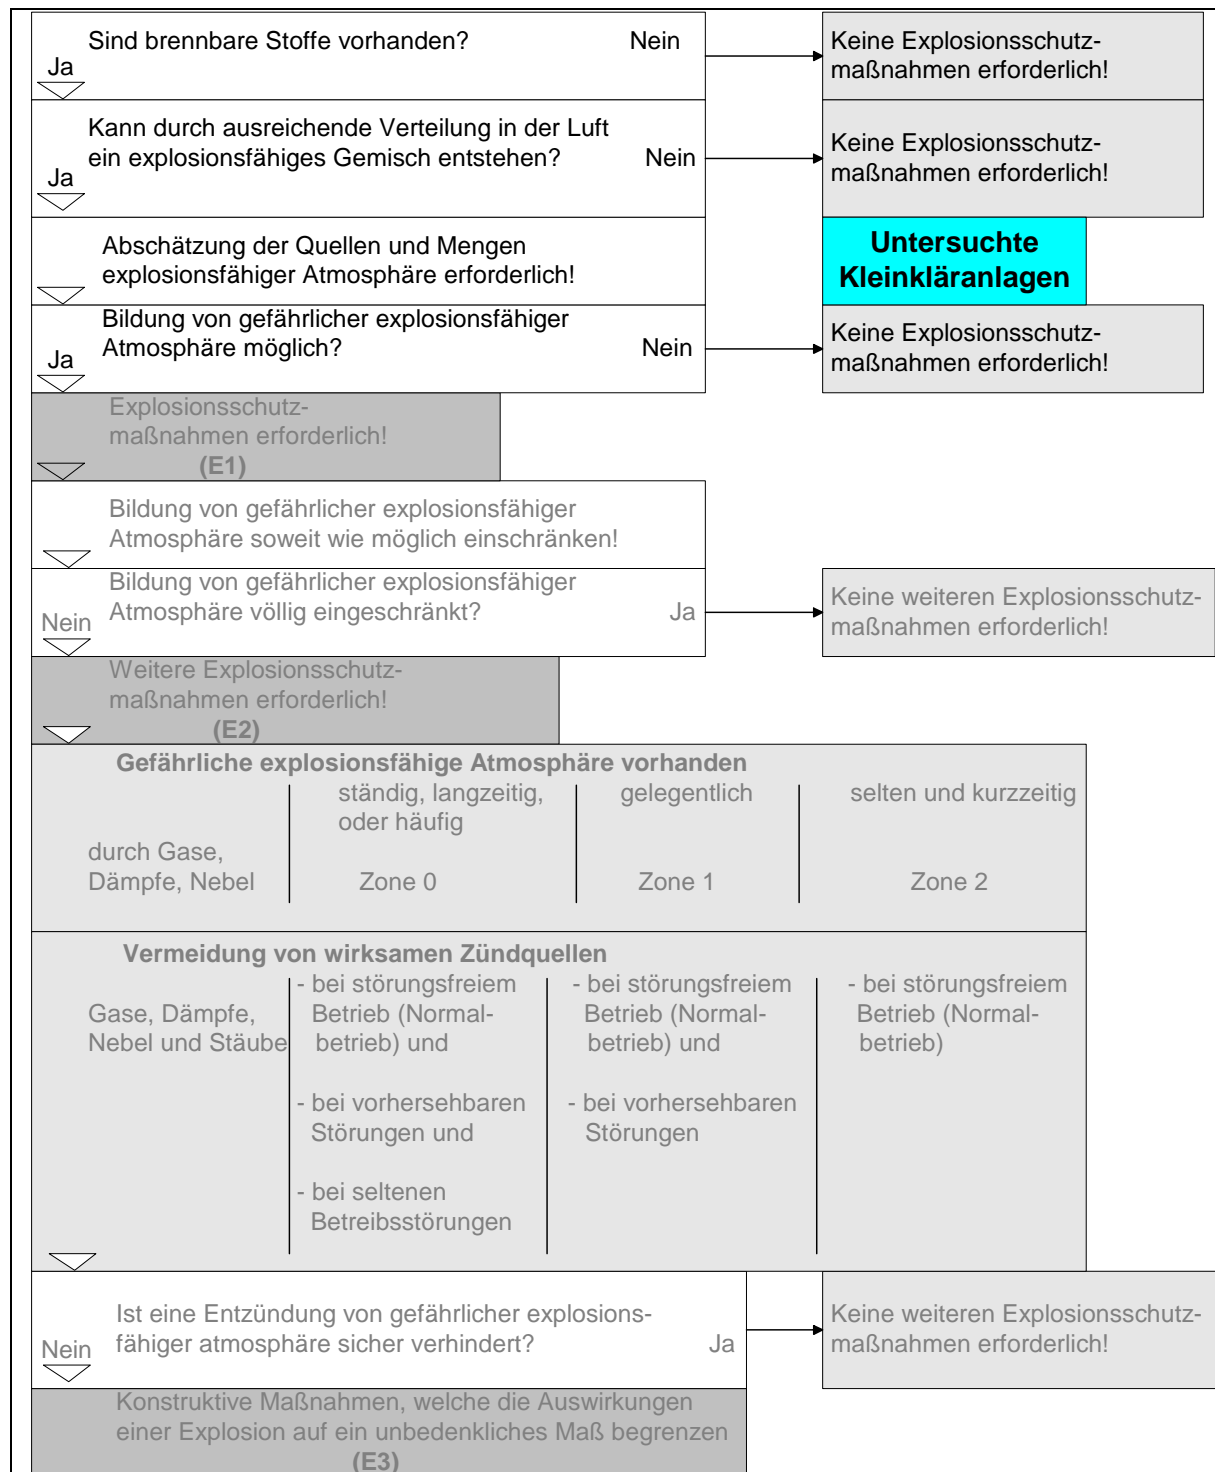 Sind brennbare Stoffe vorhanden? Nein
Ja
Keine Explosionsschutz-
maßnahmen erforderlich!
Kann durch ausreichende Verteilung in der Luft
ein explosionsfähiges Gemisch entstehen? Nein
Ja
Keine Explosionsschutz-
maßnahmen erforderlich!
Abschätzung der Quellen und Mengen
explosionsfähiger Atmosphäre erforderlich!
Untersuchte
Kleinkläranlagen
Bildung von gefährlicher explosionsfähiger
Atmosphäre möglich? Nein
Ja
Keine Explosionsschutz-
maßnahmen erforderlich!
Explosionsschutz-
maßnahmen erforderlich!
(E1)
Bildung von gefährlicher explosionsfähiger
Atmosphäre soweit wie möglich einschränken!
Bildung von gefährlicher explosionsfähiger
Atmosphäre völlig eingeschränkt? Ja
Nein
Keine weiteren Explosionsschutz-
maßnahmen erforderlich!
Weitere Explosionsschutz-
maßnahmen erforderlich!
(E2)
Gefährliche explosionsfähige Atmosphäre vorhanden
ständig, langzeitig,
oder häufig
gelegentlich
selten und kurzzeitig
durch Gase,
Dämpfe, Nebel
Zone 0
Zone 1
Zone 2
Vermeidung von wirksamen Zündquellen
Gase, Dämpfe,
Nebel und Stäube
- bei störungsfreiem
Betrieb (Normal-
betrieb) und
- bei vorhersehbaren
Störungen und
- bei seltenen
Betreibsstörungen
- bei störungsfreiem
Betrieb (Normal-
betrieb) und
- bei vorhersehbaren
Störungen
- bei störungsfreiem
Betrieb (Normal-
betrieb)
Ist eine Entzündung von gefährlicher explosions-
fähiger atmosphäre sicher verhindert? Ja
Nein
Keine weiteren Explosionsschutz-
maßnahmen erforderlich!
Konstruktive Maßnahmen, welche die Auswirkungen
einer Explosion auf ein unbedenkliches Maß begrenzen
(E3)